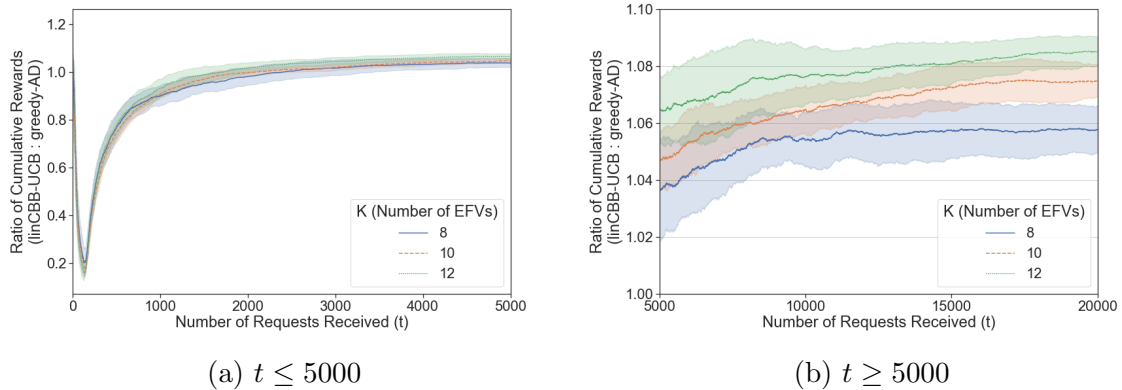 Ratio of Cumulative Rewards
(linCBB-UCB : greedy-AD)
1.2
1.0
0.8
0.6
0.4
0.2
0
1000
2000
3000
4000
5000
Number of Requests Received (t)
K (Number of EFVs)
8
10
12
(a) t ≤ 5000
Ratio of Cumulative Rewards
(linCBB-UCB : greedy-AD)
1.08
1.06
1.04
1.02
1.00
5000
10000
15000
20000
Number of Requests Received (t)
K (Number of EFVs)
8
10
12
(b) t ≥ 5000